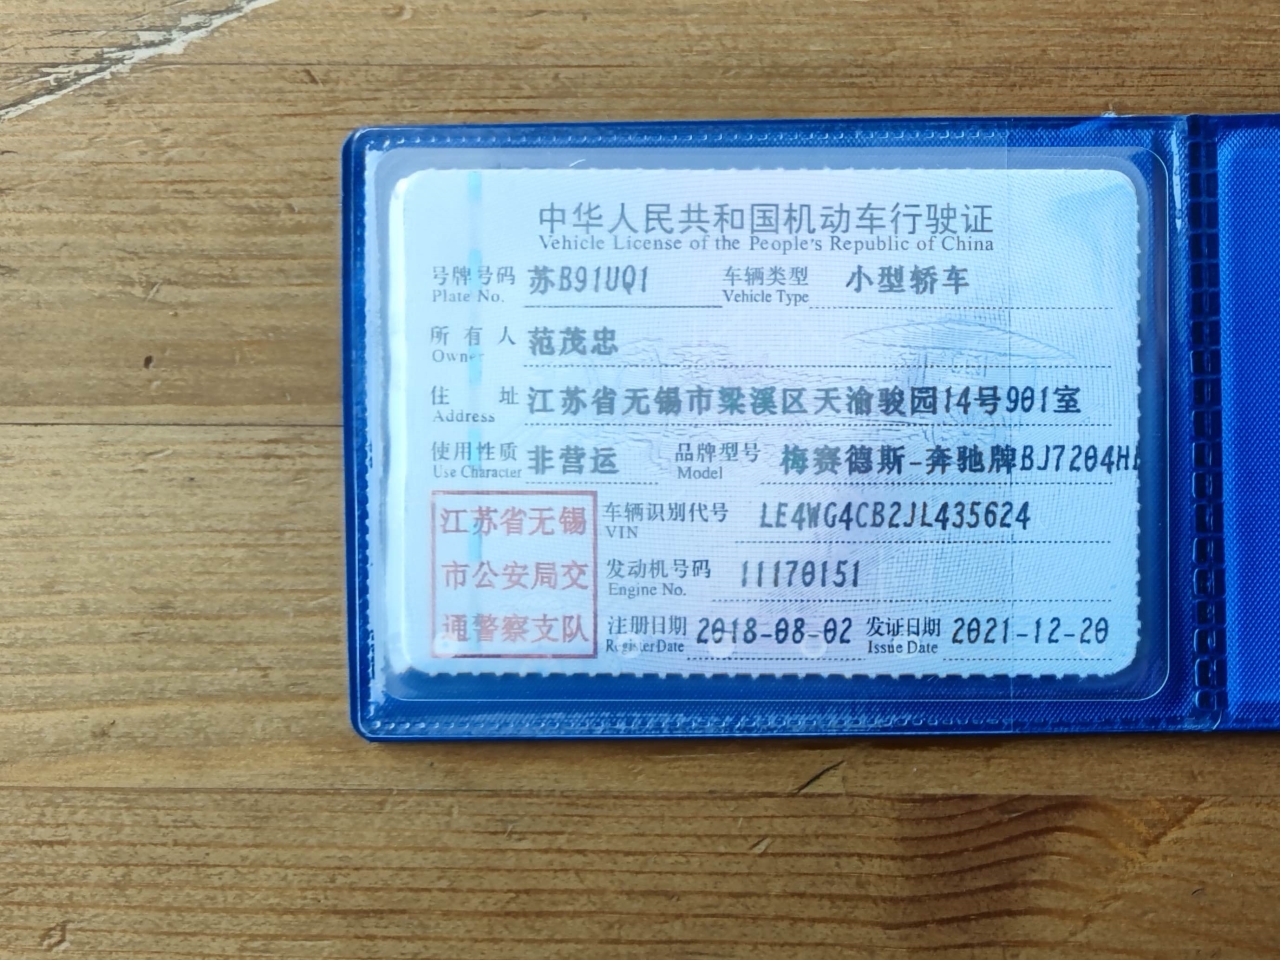 中华人民共和国机动车行驶证
Vehicle License of the People's Republic of China
号牌号码 苏B91UQ1 车辆类型 小型轿车
Plate No. Vehicle Type
所有人 范茂忠
Owner
住址 江苏省无锡市梁溪区天渝骏园14号901室
Address
使用性质 非营运 品牌型号 梅赛德斯-奔驰牌BJ7204H
Use Character Model
江苏省无锡
市公安局交
通警察支队
车辆识别代号 LE4WG4CB2JL435624
VIN
发动机号码 11170151
Engine No.
注册日期 2018-08-02 发证日期 2021-12-20
Register Date Issue Date